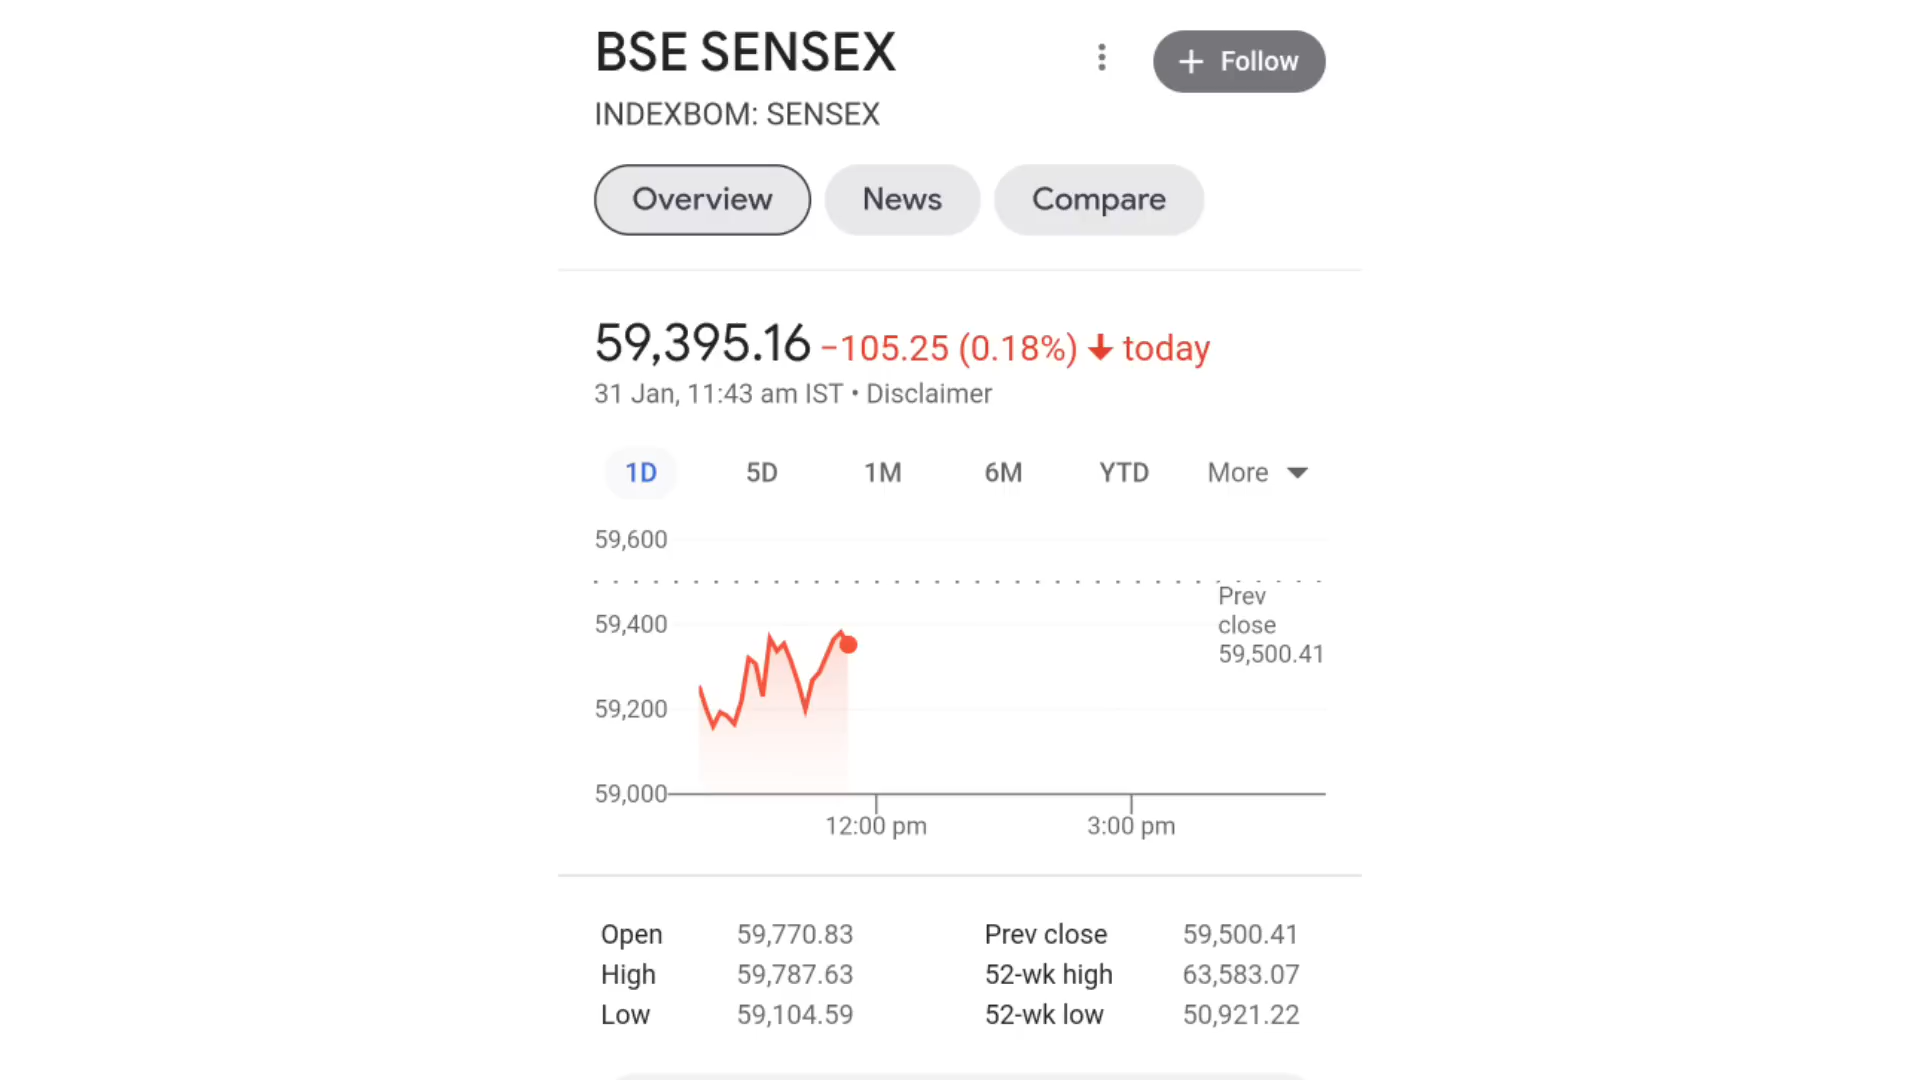 BSE SENSEX
+ Follow
INDEXBOM: SENSEX
Overview News Compare
59,395.16 −105.25 (0.18%) ↓ today
31 Jan, 11:43 am IST • Disclaimer
1D 5D 1M 6M YTD More
59,600
59,400
59,200
59,000
Prev
close
59,500.41
12:00 pm 3:00 pm
Open 59,770.83 Prev close 59,500.41
High 59,787.63 52-wk high 63,583.07
Low 59,104.59 52-wk low 50,921.22